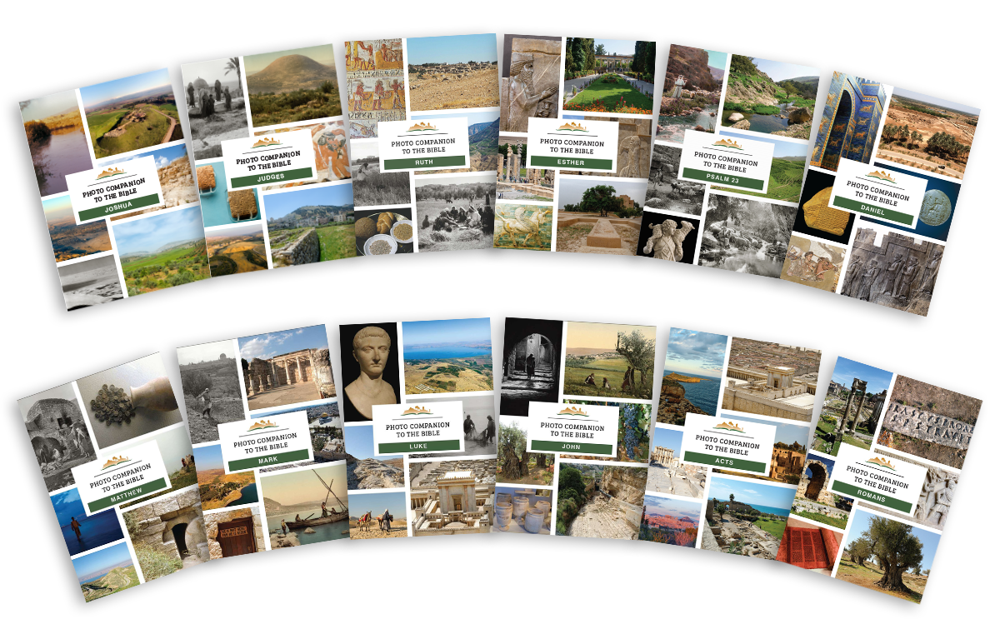 PHOTO COMPANION
TO THE BIBLE
JOSHUA
PHOTO COMPANION
TO THE BIBLE
JUDGES
PHOTO COMPANION
TO THE BIBLE
RUTH
PHOTO COMPANION
TO THE BIBLE
ESTHER
PHOTO COMPANION
TO THE BIBLE
PSALM 23
PHOTO COMPANION
TO THE BIBLE
DANIEL
PHOTO COMPANION
TO THE BIBLE
MATTHEW
PHOTO COMPANION
TO THE BIBLE
MARK
PHOTO COMPANION
TO THE BIBLE
LUKE
PHOTO COMPANION
TO THE BIBLE
JOHN
PHOTO COMPANION
TO THE BIBLE
ACTS
PHOTO COMPANION
TO THE BIBLE
ROMANS